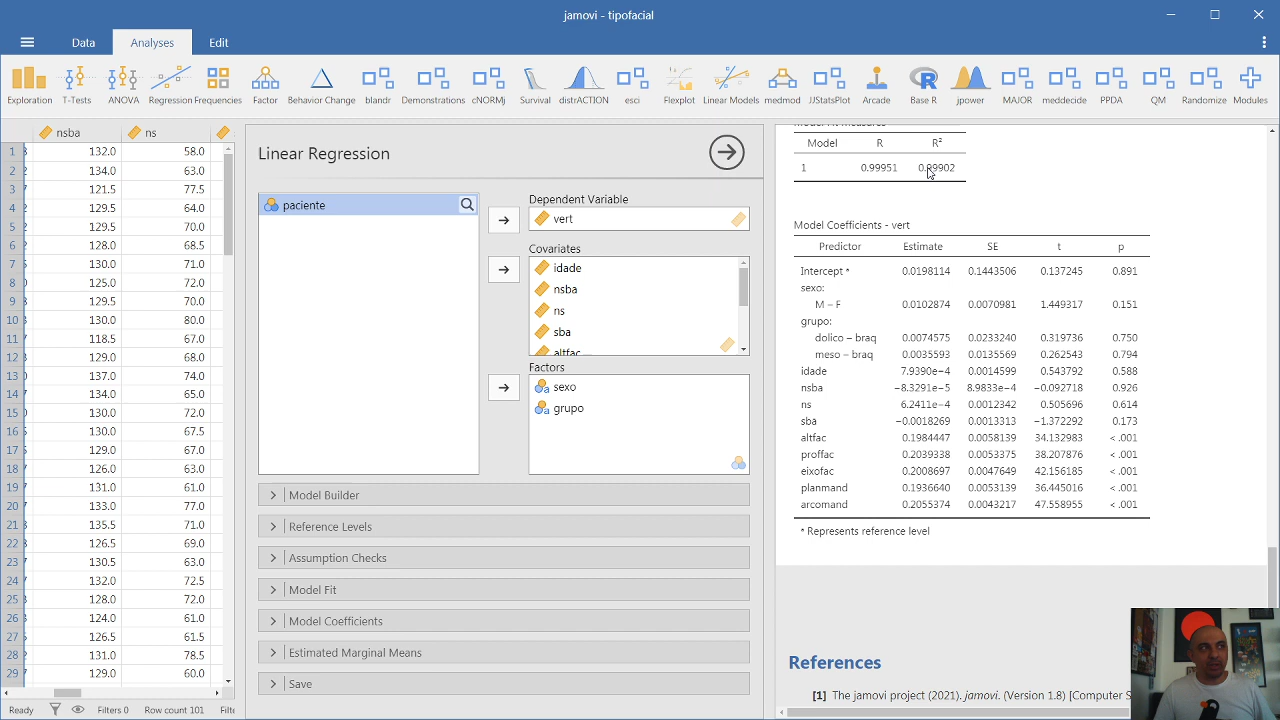 jamovi - tipofacial
Data
Analyses
Edit
Exploration
T-Tests
ANOVA
Regression
Frequencies
Factor
Behavior Change
blandr
Demonstrations
cNORMj
Survival
distrACTION
esci
Flexplot
Linear Models
medmod
JJStatsPlot
Arcade
Base R
jpower
MAJOR
meddecide
PPDA
QM
Randomize
Modules
nsba ns
1 132.0 58.0
2 134.0 63.0
3 121.5 77.5
4 129.5 64.0
5 129.5 70.0
6 128.0 68.5
7 130.0 71.0
8 125.0 72.0
9 129.5 70.0
10 130.0 80.0
11 118.5 67.0
12 129.0 68.0
13 137.0 74.0
14 134.0 65.0
15 130.0 72.0
16 130.0 67.5
17 129.0 67.0
18 126.0 63.0
19 131.0 61.0
20 133.0 77.0
21 135.5 71.0
22 126.5 69.0
23 130.5 63.0
24 132.0 72.5
25 128.0 72.0
26 124.0 61.0
27 126.5 61.5
28 131.0 78.5
29 129.0 60.0
Ready Filters 0 Row count 101 Filte
Linear Regression
paciente
Dependent Variable
vert
Covariates
idade
nsba
ns
sba
altfac
Factors
sexo
grupo
Model Builder
Reference Levels
Assumption Checks
Model Fit
Model Coefficients
Estimated Marginal Means
Save
Model Fit Measures
Model R R²
1 0.99951 0.99902
Model Coefficients - vert
Predictor Estimate SE t p
Intercept ᵃ 0.0198114 0.1443506 0.137245 0.891
sexo:
M – F 0.0102874 0.0070981 1.449317 0.151
grupo:
dolico – braq 0.0074575 0.0233240 0.319736 0.750
meso – braq 0.0035593 0.0135569 0.262543 0.794
idade 7.9390e−4 0.0014599 0.543792 0.588
nsba −8.3291e−5 8.9833e−4 −0.092718 0.926
ns 6.2411e−4 0.0012342 0.505696 0.614
sba −0.0018269 0.0013313 −1.372292 0.173
altfac 0.1984447 0.0058139 34.132983 < .001
proffac 0.2039338 0.0053375 38.207876 < .001
eixofac 0.2008697 0.0047649 42.156185 < .001
planmand 0.1936640 0.0053139 36.445016 < .001
arcomand 0.2055374 0.0043217 47.558955 < .001
ᵃ Represents reference level
References
[1] The jamovi project (2021). jamovi. (Version 1.8) [Computer S